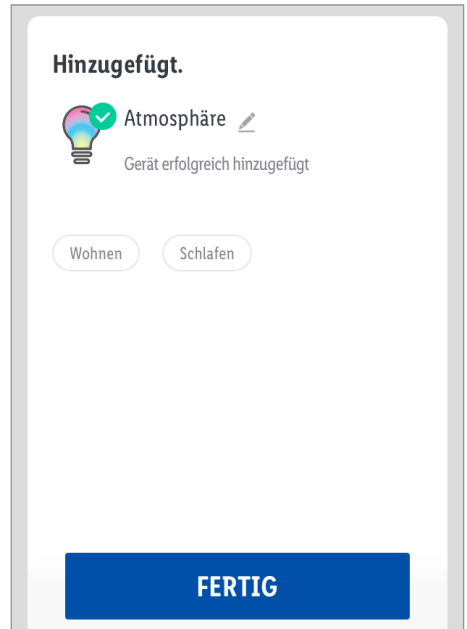 Hinzugefügt.
Atmosphäre
Gerät erfolgreich hinzugefügt
Wohnen Schlafen
FERTIG